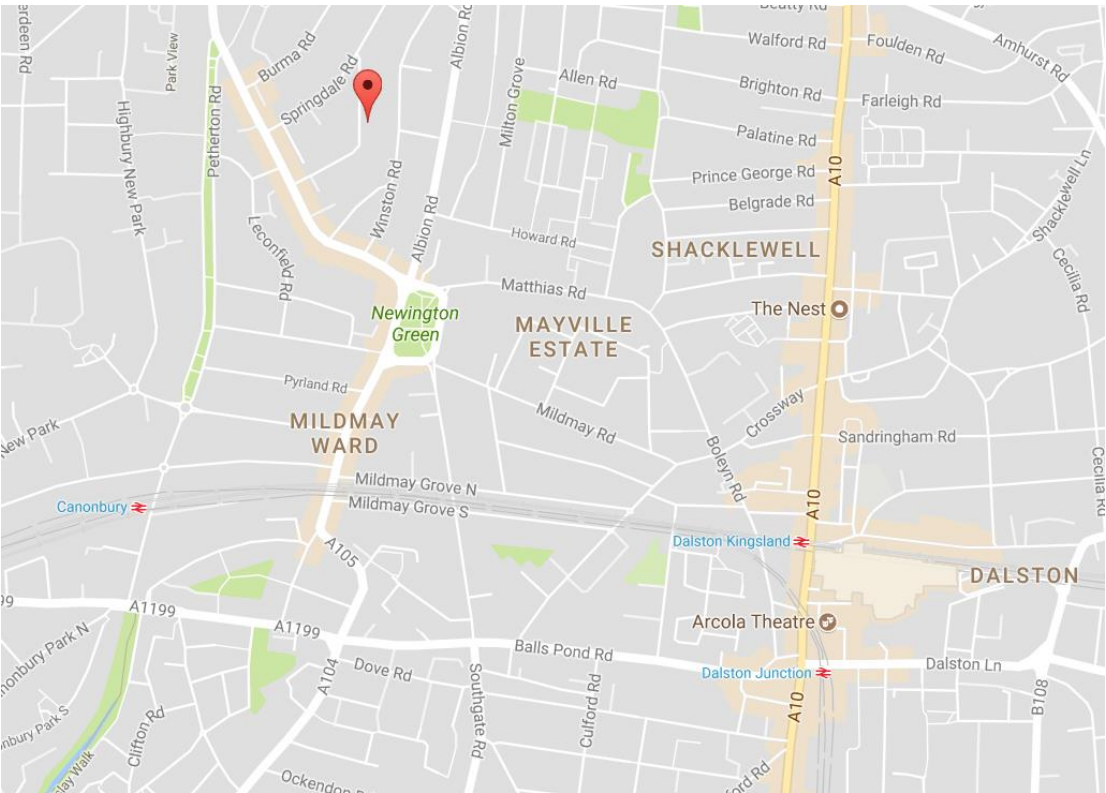 Beatty Rd
Albion Rd
Walford Rd
Foulden Rd
Amhurst Rd
Park View
Burma Rd
Springdale Rd
Allen Rd
Brighton Rd
Farleigh Rd
Highbury New Park
Petherton Rd
Milton Grove
Palatine Rd
A10
Prince George Rd
Belgrade Rd
Shacklewell Ln
Winston Rd
Albion Rd
Leconfield Rd
Howard Rd
SHACKLEWELL
Cecilia Rd
Matthias Rd
Newington
Green
The Nest
MAYVILLE
ESTATE
Pyrland Rd
Mildmay Rd
Crossway
MILDMAY
WARD
New Park
Boleyn Rd
Sandringham Rd
Cecilia Rd
Mildmay Grove N
Mildmay Grove S
Canonbury
A10
A105
Dalston Kingsland
DALSTON
A1199
A1199
Arcola Theatre
Balls Pond Rd
Dove Rd
A104
Southgate Rd
Culford Rd
Dalston Junction
Dalston Ln
A10
B108
Clifton Rd
Ockendon